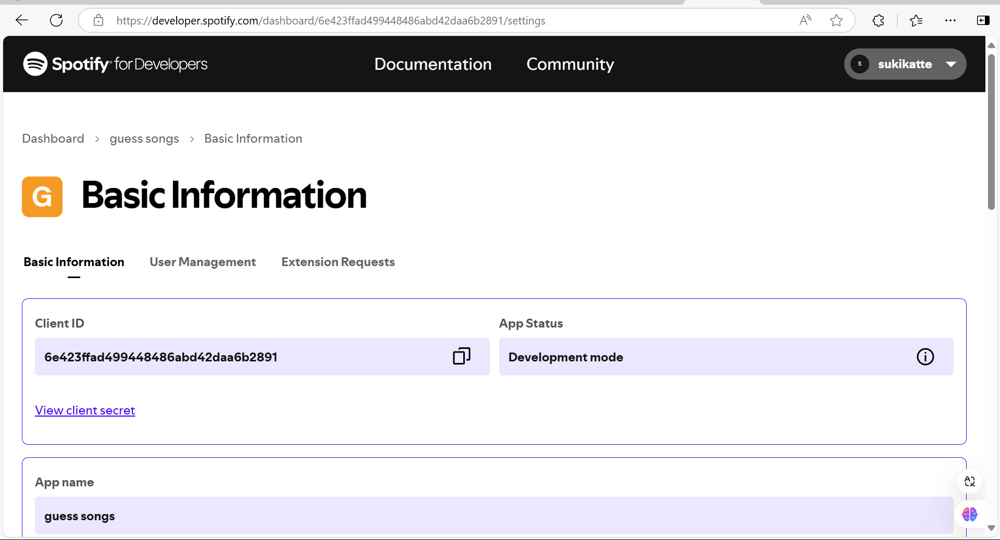 https://developer.spotify.com/dashboard/6e423ffad499448486abd42daa6b2891/settings
Spotify for Developers
Documentation
Community
S
sukikatte
Dashboard > guess songs > Basic Information
G
Basic Information
Basic Information
User Management
Extension Requests
Client ID
App Status
6e423ffad499448486abd42daa6b2891
Development mode
View client secret
App name
guess songs